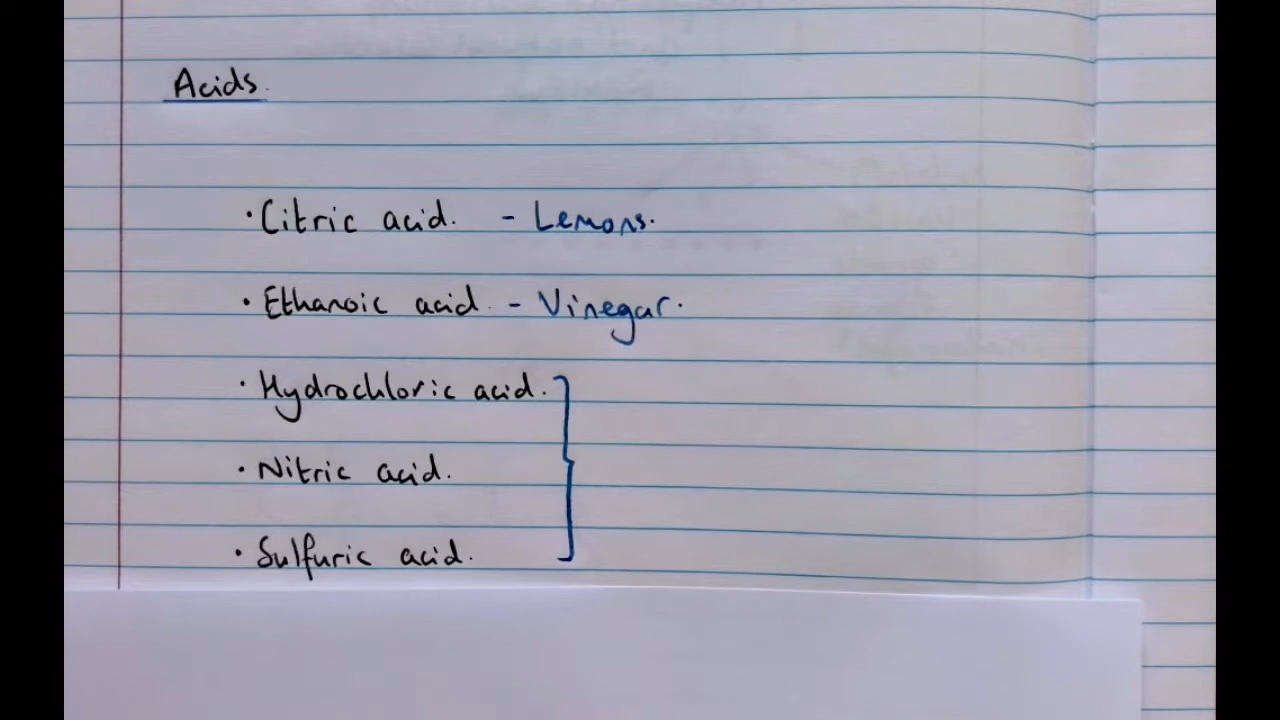 Acids.
· Citric acid. - Lemons.
· Ethanoic acid. - Vinegar.
· Hydrochloric acid.
· Nitric acid.
· Sulfuric acid.